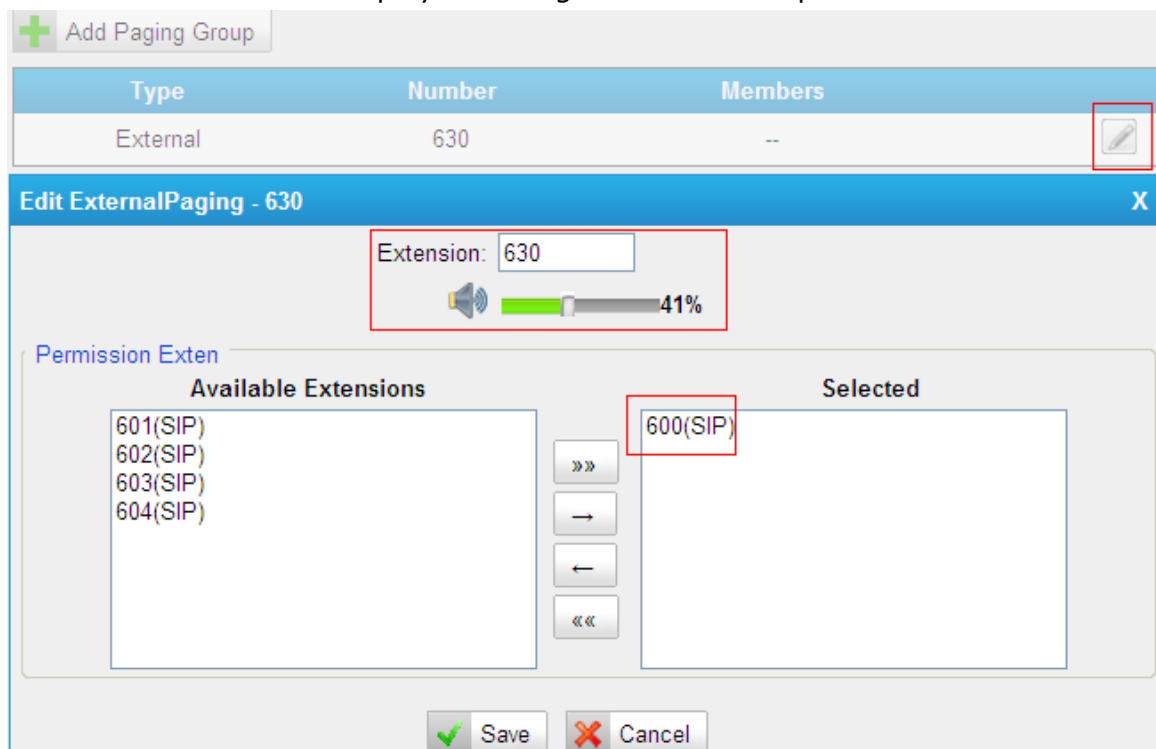 Add Paging Group
Type Number Members
External 630 --
Edit ExternalPaging - 630 X
Extension: 630
41%
Permission Exten
Available Extensions Selected
601(SIP) 600(SIP)
602(SIP)
603(SIP)
604(SIP)
»»
→
←
««
Save Cancel